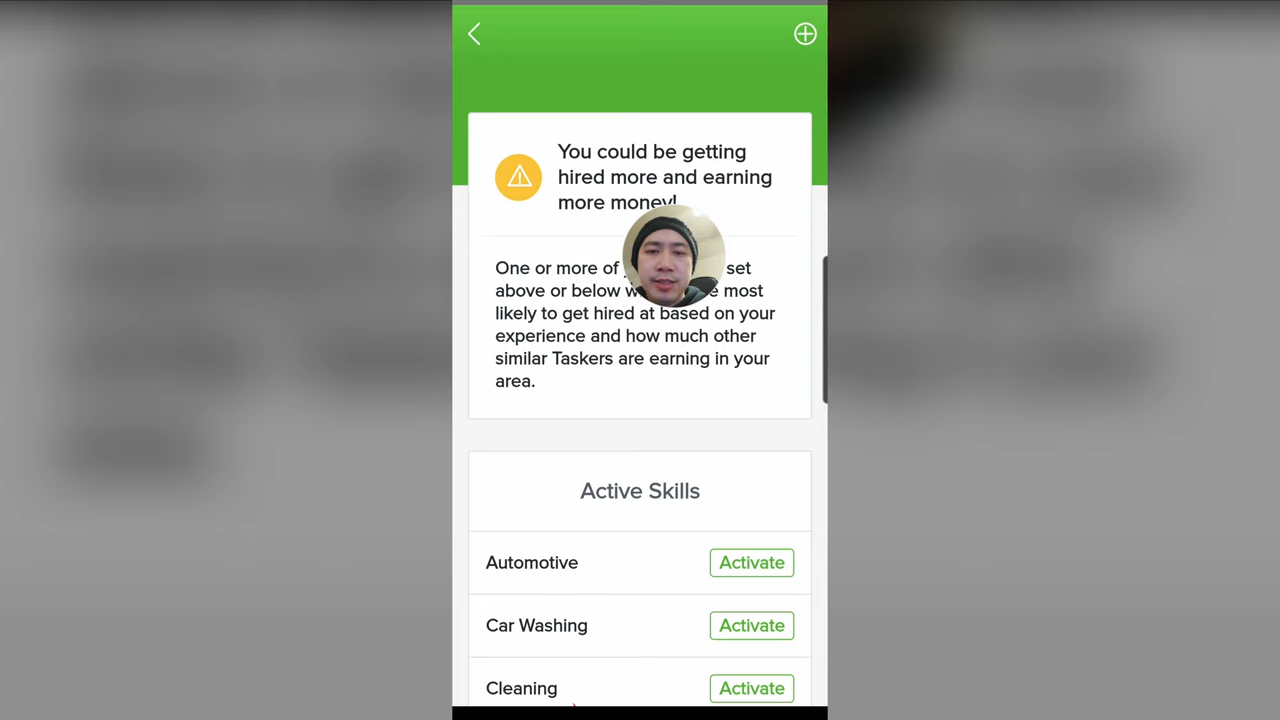 You could be getting
hired more and earning
more money!
One or more of set
above or below most
likely to get hired at based on your
experience and how much other
similar Taskers are earning in your
area.
Active Skills
Automotive Activate
Car Washing Activate
Cleaning Activate